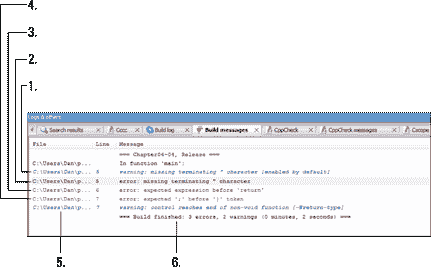 4.
3.
2.
1.
Logs & others
Search results
Cccc
Build log
Build messages
CppCheck
CppCheck messages
Cscope
File Line Message
=== Chapter04-04, Release ===
C:\Users\Dan\p... In function 'main':
C:\Users\Dan\p... warning: missing terminating " character [enabled by default]
C:\Users\Dan\p... error: missing terminating " character
C:\Users\Dan\p... 6 error: expected expression before 'return'
C:\Users\Dan\p... 7 error: expected ';' before '}' token
C:\Users\Dan\p... 7 warning: control reaches end of non-void function [-Wreturn-type]
=== Build finished: 3 errors, 2 warnings (0 minutes, 2 seconds) ===
5.
6.